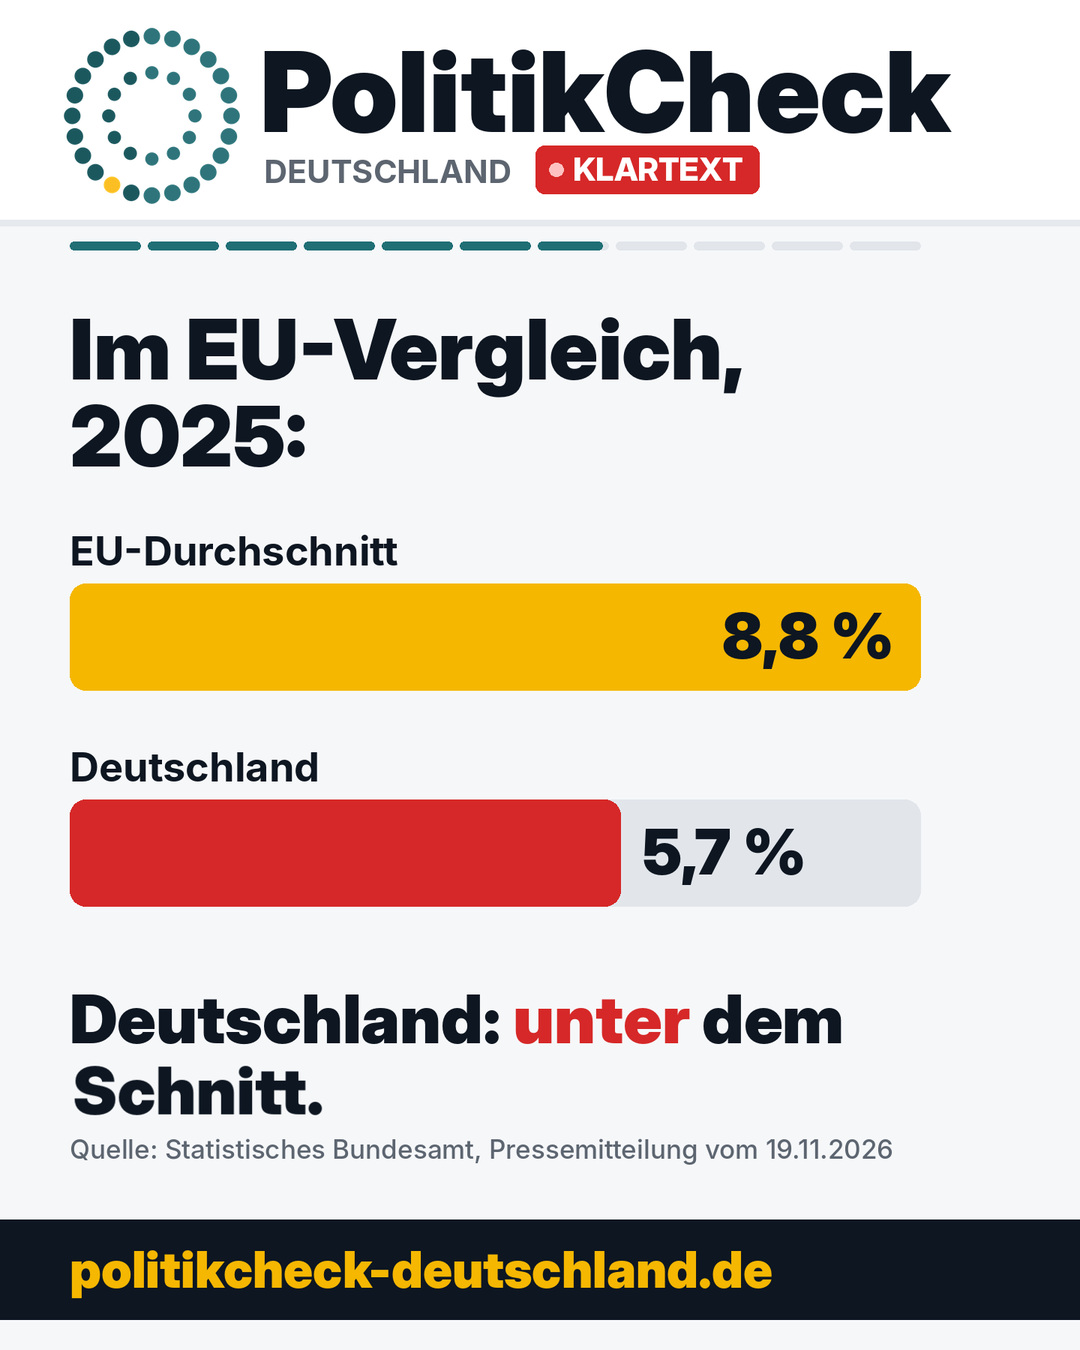 PolitikCheck
DEUTSCHLAND KLARTEXT
Im EU-Vergleich,
2025:
EU-Durchschnitt
8,8 %
Deutschland
5,7 %
Deutschland: unter dem
Schnitt.
Quelle: Statistisches Bundesamt, Pressemitteilung vom 19.11.2026
politikcheck-deutschland.de